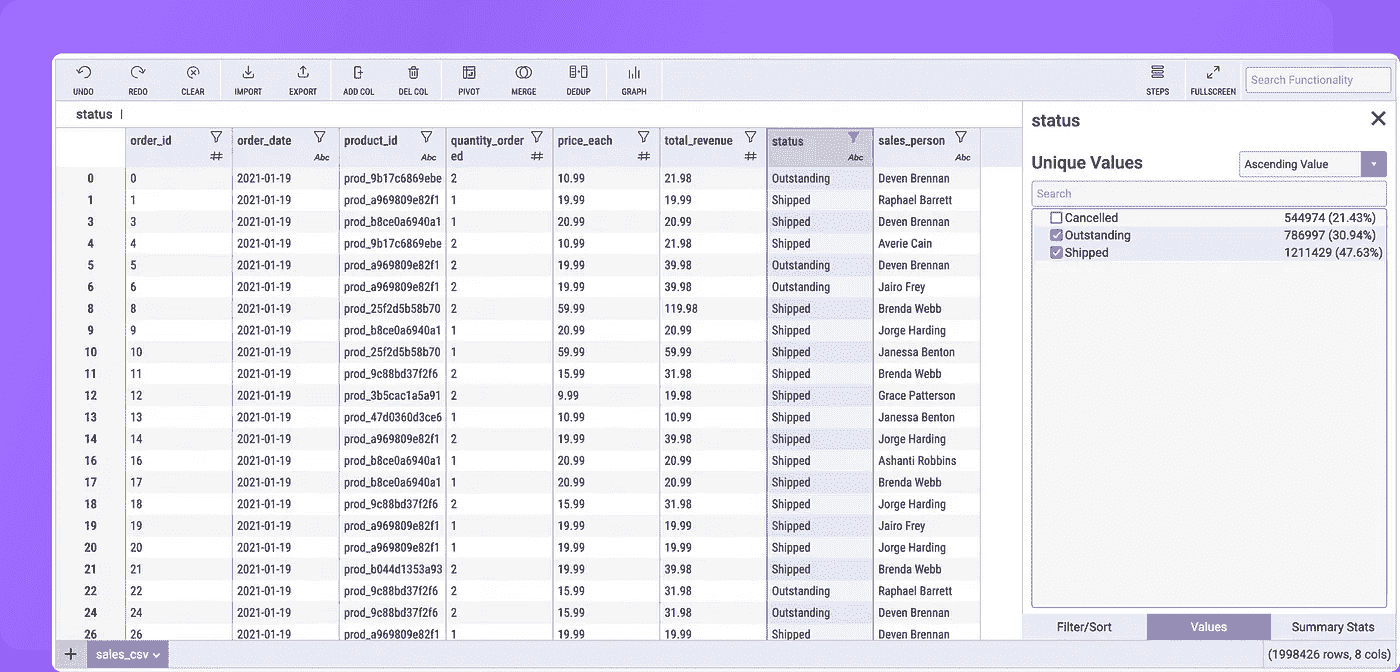 UNDO REDO CLEAR IMPORT EXPORT ADD COL DEL COL PIVOT MERGE DEDUP GRAPH STEPS FULLSCREEN Search Functionality
status
order_id order_date product_id quantity_order price_each total_revenue status sales_person
ed
# Abc Abc # # # Abc Abc
0 0 2021-01-19 prod_9b17c6869ebe 2 10.99 21.98 Outstanding Deven Brennan
1 1 2021-01-19 prod_a969809e82f1 1 19.99 19.99 Shipped Raphael Barrett
3 3 2021-01-19 prod_b8ce0a6940a1 1 20.99 20.99 Shipped Deven Brennan
4 4 2021-01-19 prod_9b17c6869ebe 2 10.99 21.98 Shipped Averie Cain
5 5 2021-01-19 prod_a969809e82f1 2 19.99 39.98 Outstanding Deven Brennan
6 6 2021-01-19 prod_a969809e82f1 2 19.99 39.98 Outstanding Jairo Frey
8 8 2021-01-19 prod_25f2d5b58b70 2 59.99 119.98 Shipped Brenda Webb
9 9 2021-01-19 prod_b8ce0a6940a1 1 20.99 20.99 Shipped Jorge Harding
10 10 2021-01-19 prod_25f2d5b58b70 1 59.99 59.99 Shipped Janessa Benton
11 11 2021-01-19 prod_9c88bd37f2f6 2 15.99 31.98 Shipped Brenda Webb
12 12 2021-01-19 prod_3b5cac1a5a91 2 9.99 19.98 Shipped Grace Patterson
13 13 2021-01-19 prod_47d0360d3ce6 1 10.99 10.99 Shipped Janessa Benton
14 14 2021-01-19 prod_a969809e82f1 2 19.99 39.98 Shipped Jorge Harding
16 16 2021-01-19 prod_b8ce0a6940a1 1 20.99 20.99 Shipped Ashanti Robbins
17 17 2021-01-19 prod_b8ce0a6940a1 1 20.99 20.99 Shipped Brenda Webb
18 18 2021-01-19 prod_9c88bd37f2f6 2 15.99 31.98 Shipped Jorge Harding
19 19 2021-01-19 prod_a969809e82f1 1 19.99 19.99 Shipped Jairo Frey
20 20 2021-01-19 prod_a969809e82f1 1 19.99 19.99 Shipped Jorge Harding
21 21 2021-01-19 prod_b044d1353a93 2 19.99 39.98 Shipped Brenda Webb
22 22 2021-01-19 prod_9c88bd37f2f6 2 15.99 31.98 Outstanding Raphael Barrett
24 24 2021-01-19 prod_9c88bd37f2f6 2 15.99 31.98 Outstanding Deven Brennan
26 26 2021-01-19 prod_a969809e82f1 1 19.99 19.99 Shipped Deven Brennan
status
Unique Values Ascending Value
Search
Cancelled 544974 (21.43%)
Outstanding 786997 (30.94%)
Shipped 1211429 (47.63%)
Filter/Sort Values Summary Stats
+ sales_csv (1998426 rows, 8 cols)